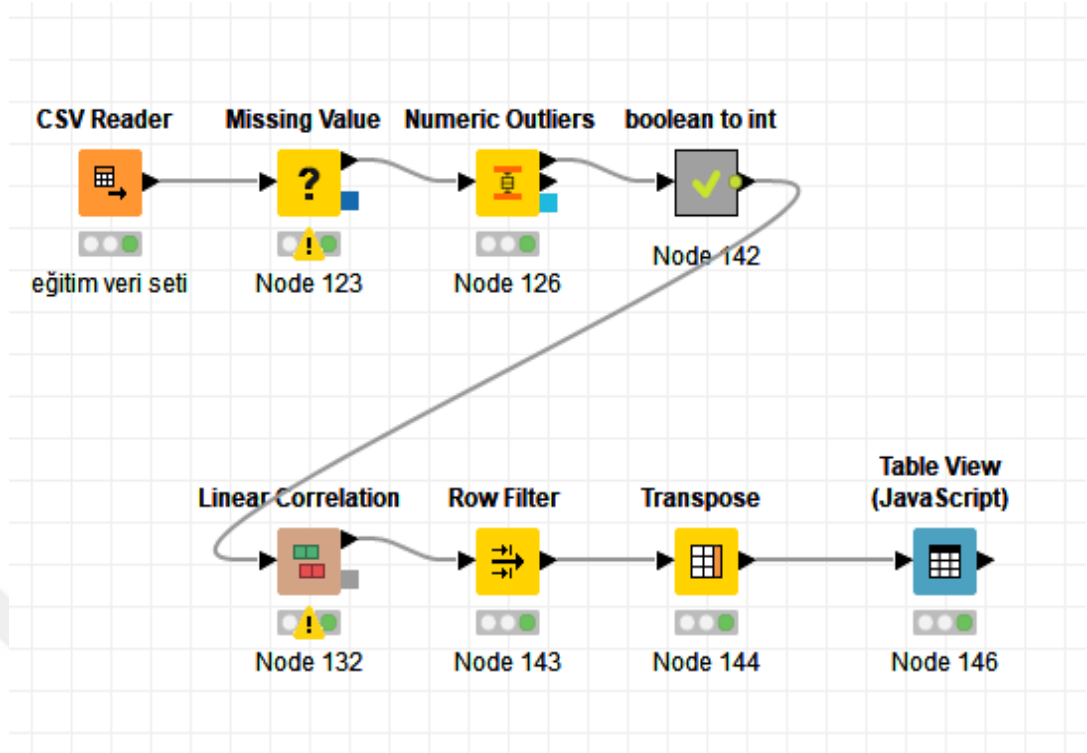 CSV Reader
Missing Value
Numeric Outliers
boolean to int
?
!
eğitim veri seti
Node 123
Node 126
Node 142
Linear Correlation
Row Filter
Transpose
Table View
(JavaScript)
!
Node 132
Node 143
Node 144
Node 146